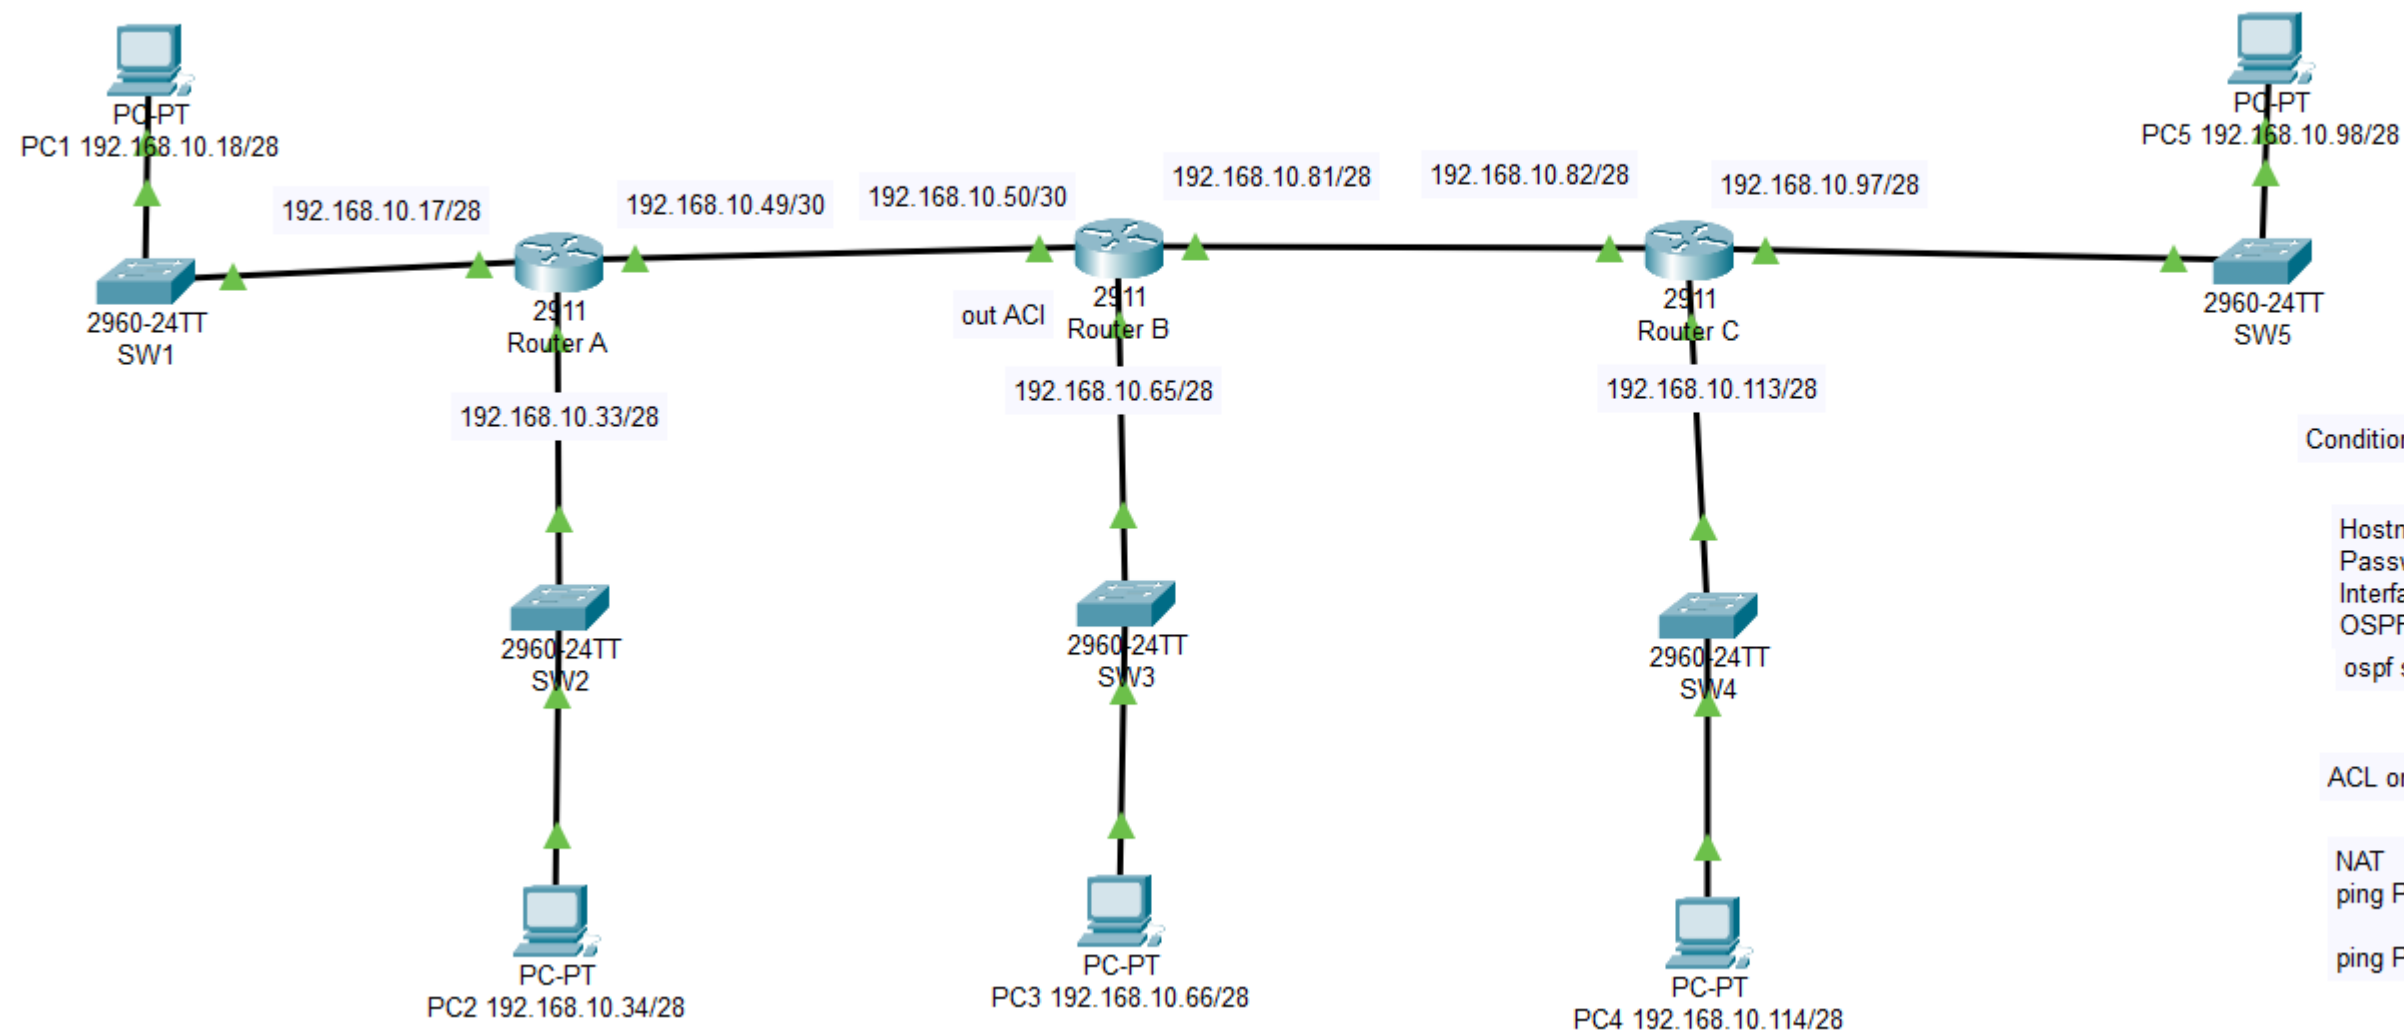 PC-PT
PC1 192.168.10.18/28
192.168.10.17/28
2960-24TT
SW1
192.168.10.49/30
2911
Router A
192.168.10.33/28
2960-24TT
SW2
PC-PT
PC2 192.168.10.34/28
192.168.10.50/30
192.168.10.81/28
out ACl
2911
Router B
192.168.10.65/28
2960-24TT
SW3
PC-PT
PC3 192.168.10.66/28
192.168.10.82/28
192.168.10.97/28
2911
Router C
192.168.10.113/28
2960-24TT
SW4
PC-PT
PC4 192.168.10.114/28
PC-PT
PC5 192.168.10.98/28
2960-24TT
SW5
OSPF
ospf
ACL
NAT
ping
ping